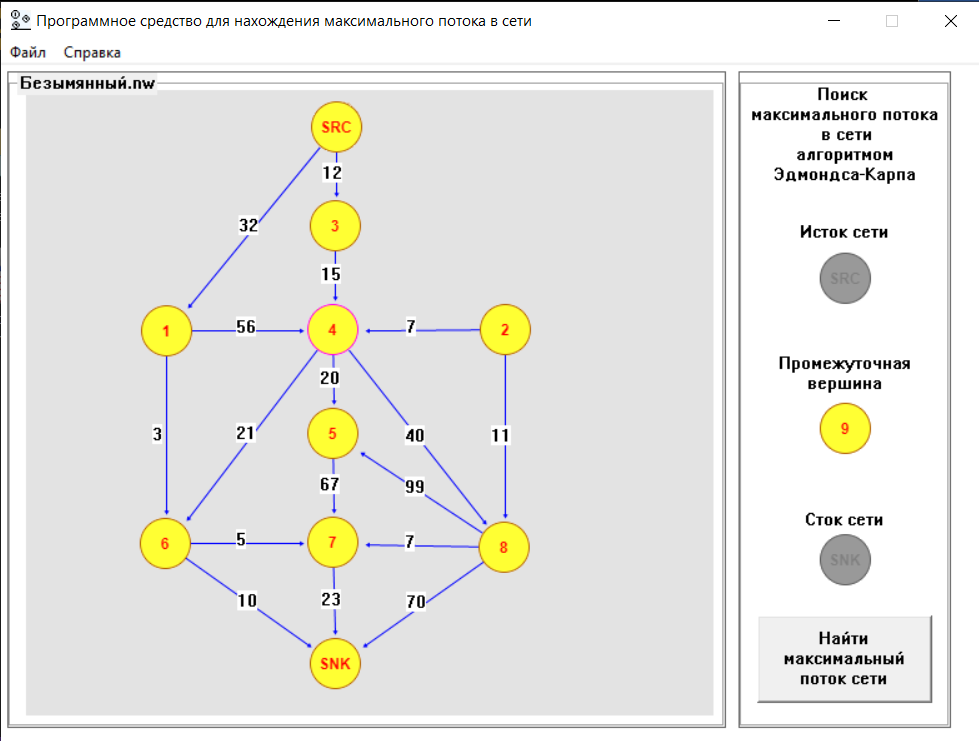 Программное средство для нахождения максимального потока в сети
Файл Справка
Безымянный.nw
SRC
12
32
3
15
1
56
4
7
2
20
3
21
40
11
5
67
99
6
5
7
7
8
10
23
70
SNK
Поиск
максимального потока
в сети
алгоритмом
Эдмондса-Карпа
Исток сети
SRC
Промежуточная
вершина
9
Сток сети
SNK
Найти
максимальный
поток сети